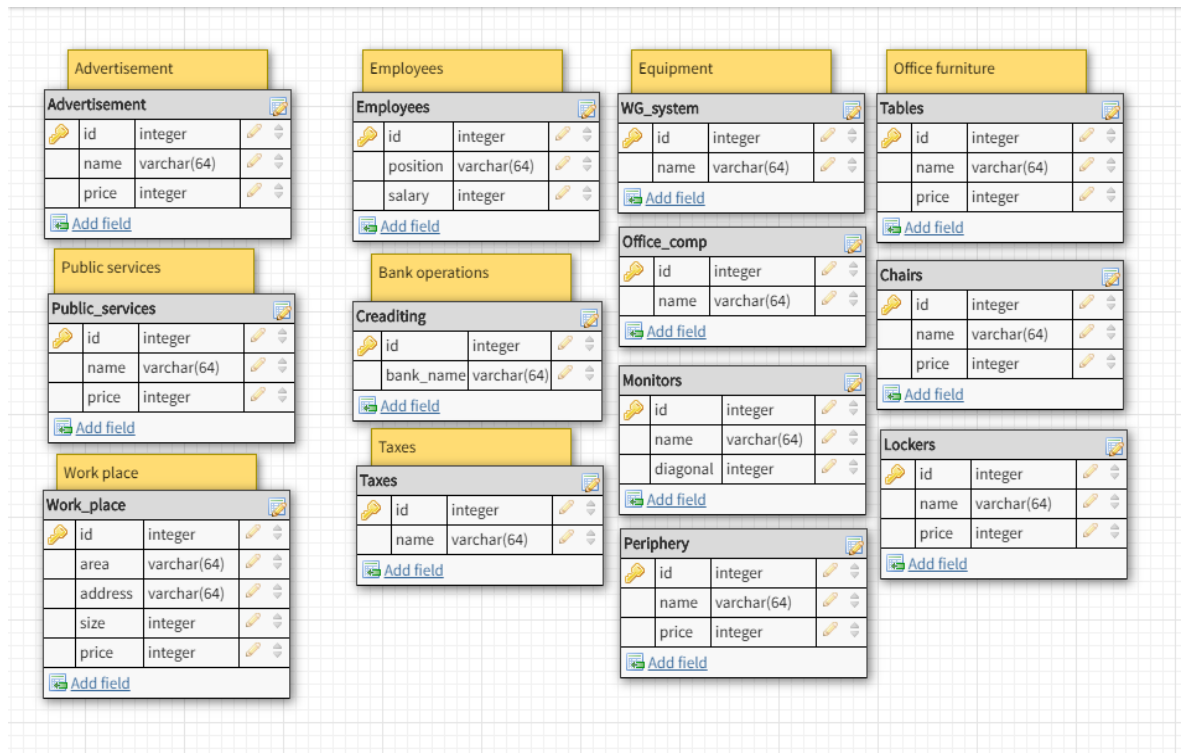 Advertisement
Advertisement
id integer
name varchar(64)
price integer
Add field
Public services
Public_services
id integer
name varchar(64)
price integer
Add field
Work place
Work_place
id integer
area varchar(64)
address varchar(64)
size integer
price integer
Add field
Employees
Employees
id integer
position varchar(64)
salary integer
Add field
Bank operations
Creaditing
id integer
bank_name varchar(64)
Add field
Taxes
Taxes
id integer
name varchar(64)
Add field
Equipment
WG_system
id integer
name varchar(64)
Add field
Office_comp
id integer
name varchar(64)
Add field
Monitors
id integer
name varchar(64)
diagonal integer
Add field
Periphery
id integer
name varchar(64)
price integer
Add field
Office furniture
Tables
id integer
name varchar(64)
price integer
Add field
Chairs
id integer
name varchar(64)
price integer
Add field
Lockers
id integer
name varchar(64)
price integer
Add field